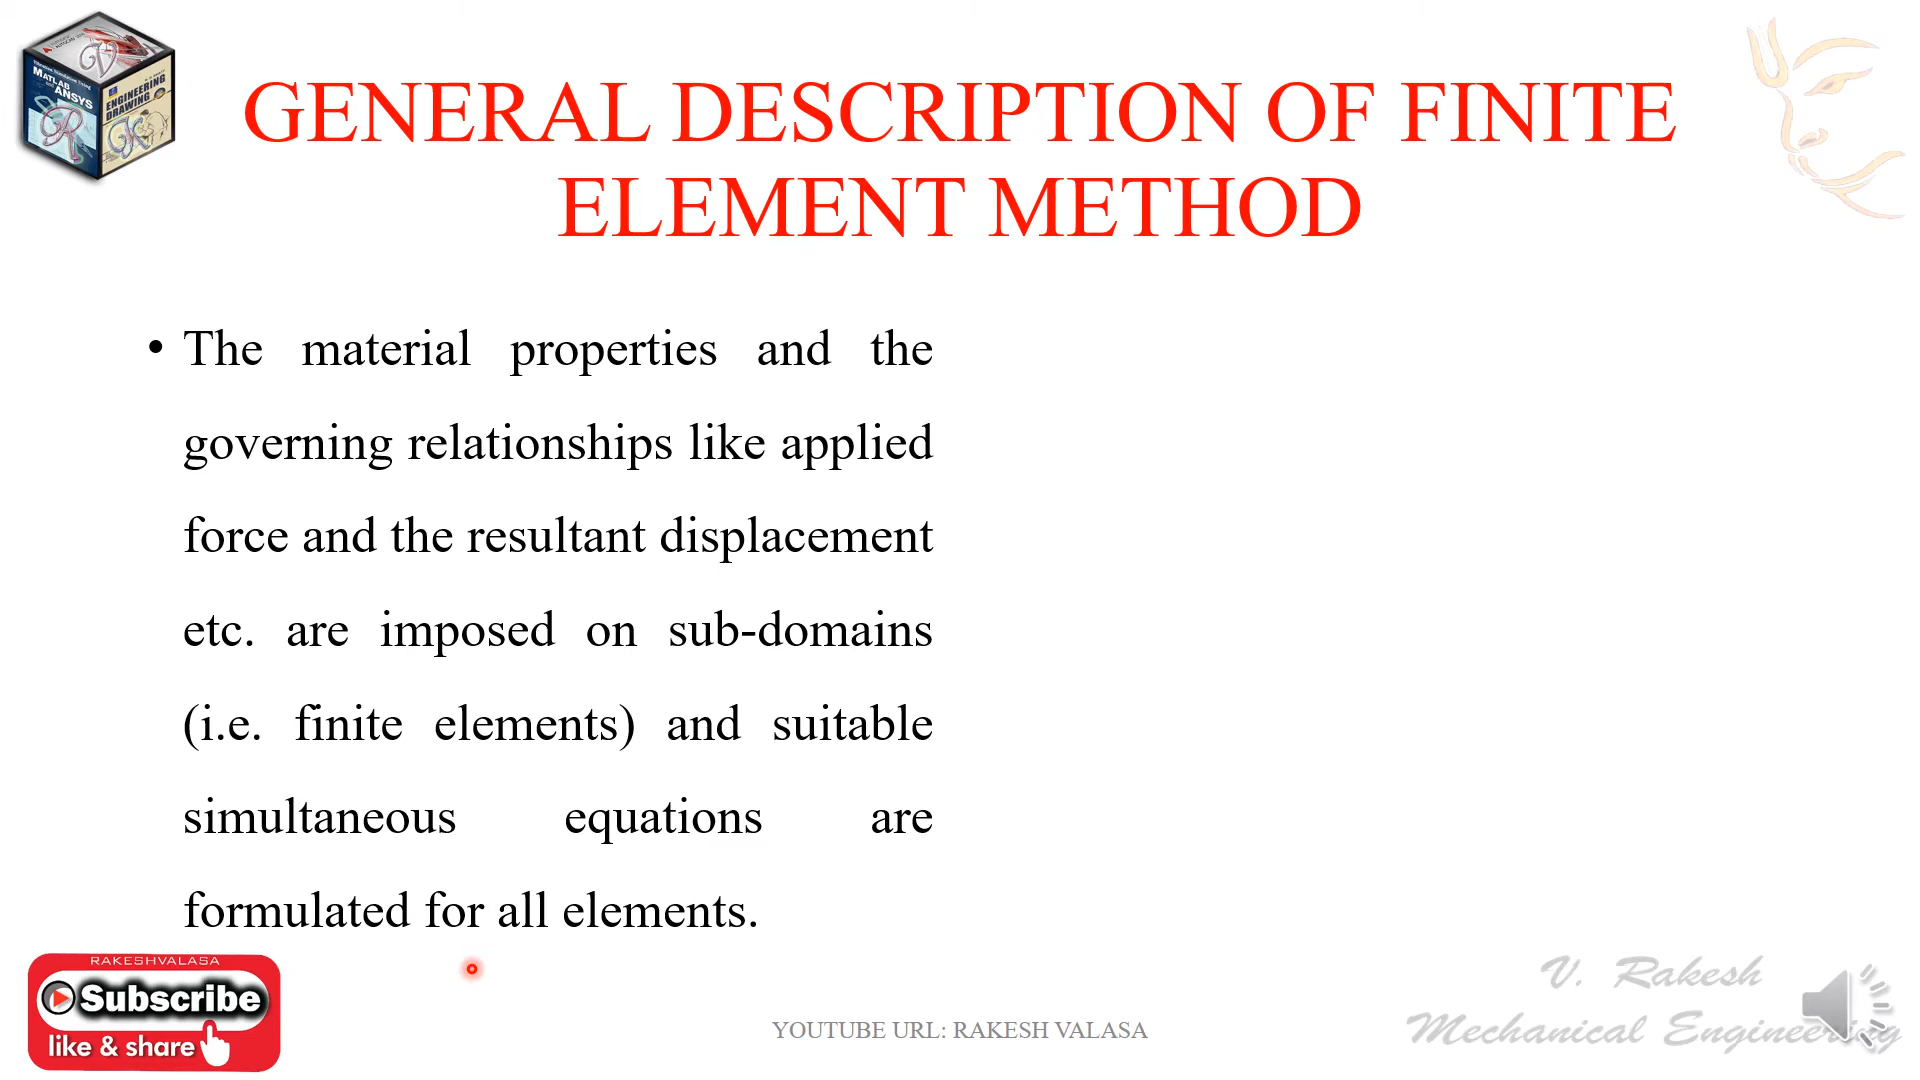 MATLAB
and
ANSYS
ENGINEERING
DRAWING
GENERAL DESCRIPTION OF FINITE
ELEMENT METHOD
• The material properties and the
governing relationships like applied
force and the resultant displacement
etc. are imposed on sub-domains
(i.e. finite elements) and suitable
simultaneous equations are
formulated for all elements.
RAKESHVALASA
Subscribe
like & share
YOUTUBE URL: RAKESH VALASA
V. Rakesh
Mechanical Engineering